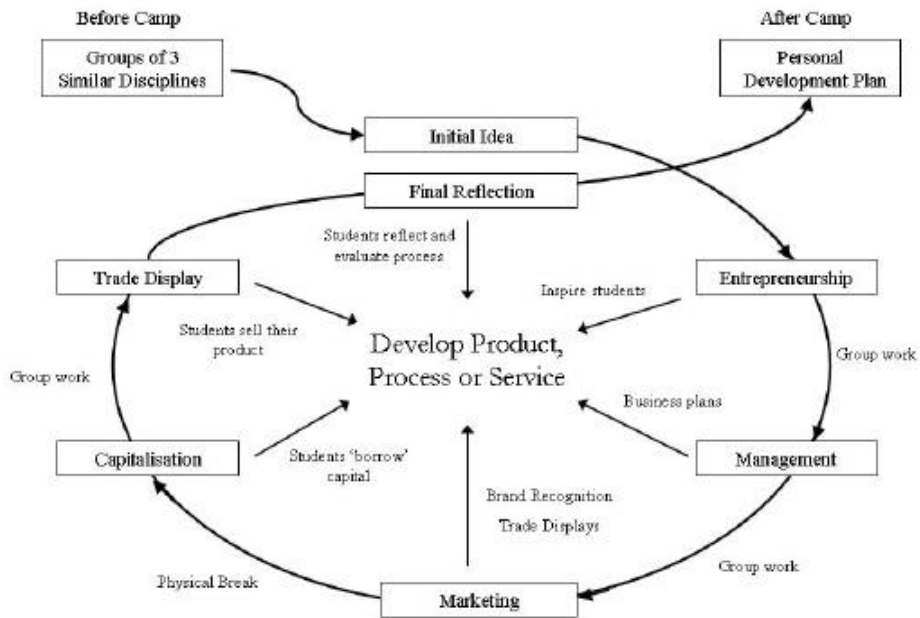 Before Camp
After Camp
Groups of 3
Similar Disciplines
Personal
Development Plan
Initial Idea
Final Reflection
Students reflect and
evaluate process
Trade Display
Entrepreneurship
Inspire students
Students sell their
product
Develop Product,
Process or Service
Group work
Group work
Business plans
Capitalisation
Students 'borrow'
capital
Management
Brand Recognition
Trade Displays
Group work
Physical Break
Marketing